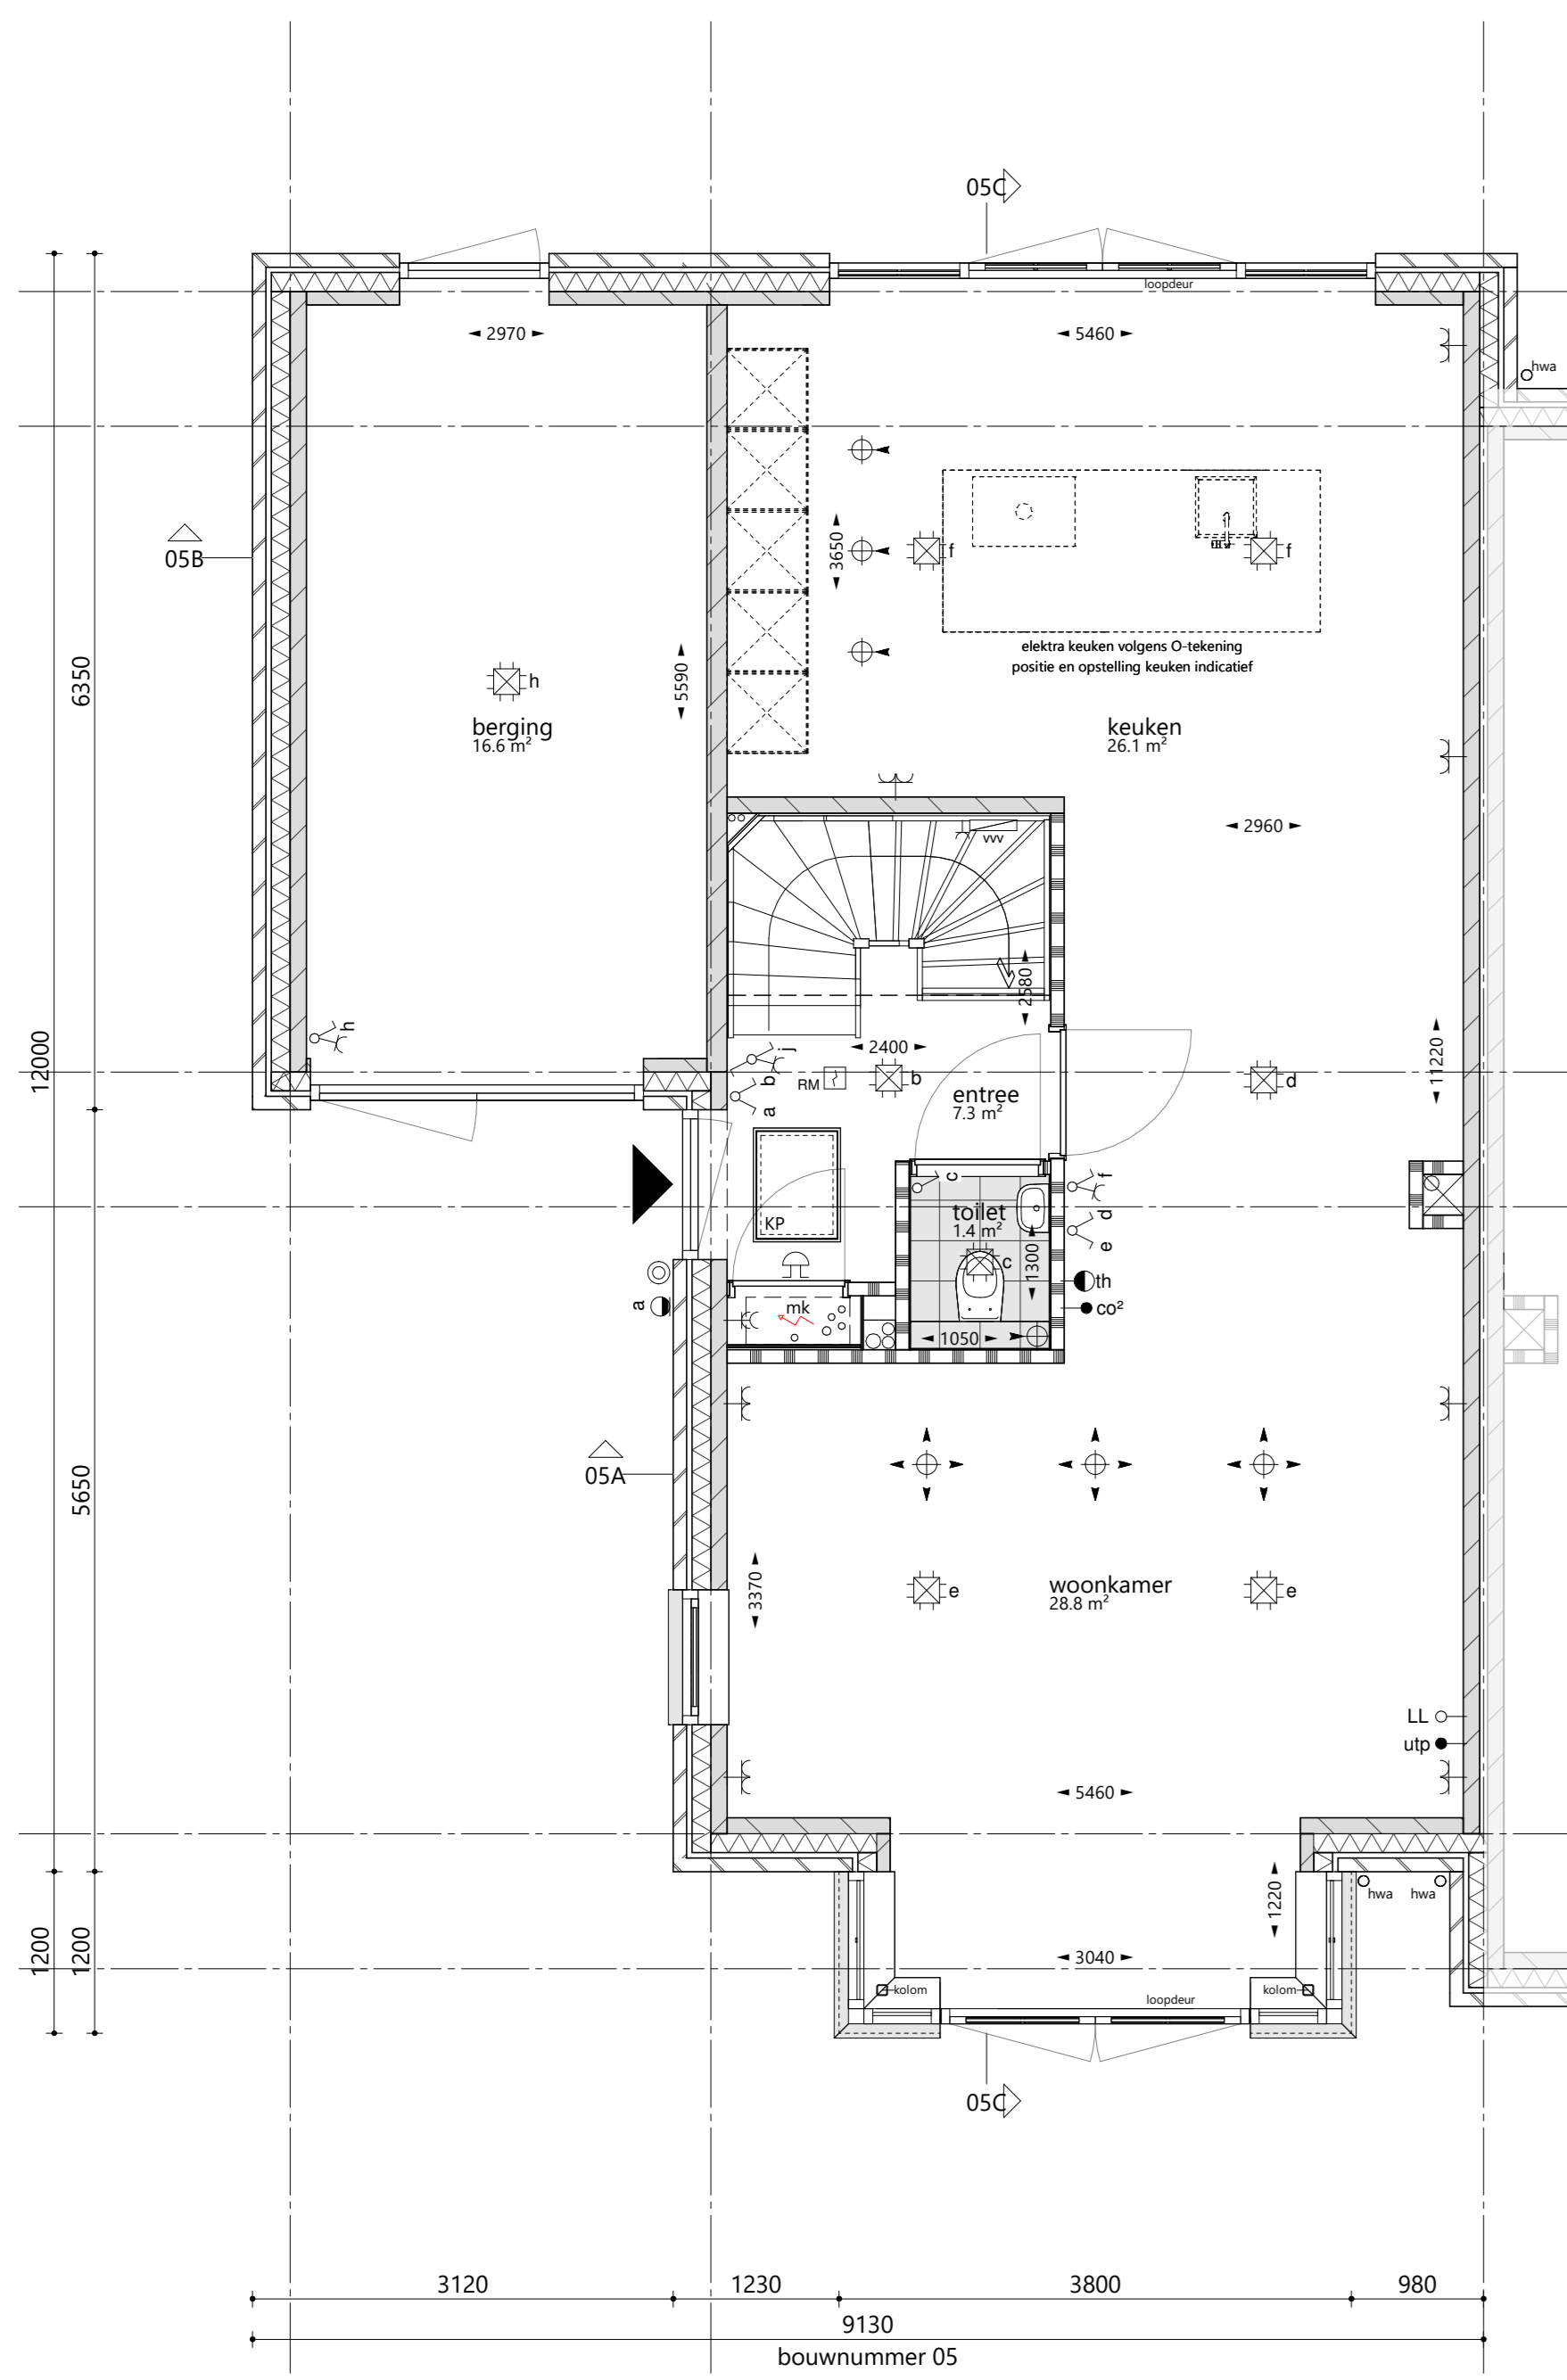 05C
loopdeur
2970
5460
hwa
05B
3650
f
f
elektra keuken volgens O-tekening
positie en opstelling keuken indicatief
6350
5590
h
berging
16.6 m²
keuken
26.1 m²
2960
vvv
2580
12000
h
j
2400
b
RM
b
a
entree
7.3 m²
d
11220
c
f
toilet
1.4 m²
d
KP
e
c
1300
th
a
mk
co²
1050
05A
5650
3370
e
woonkamer
28.8 m²
e
LL
utp
5460
1220
hwa
hwa
1200
1200
3040
kolom
kolom
loopdeur
05C
3120
1230
3800
980
9130
bouwnummer 05